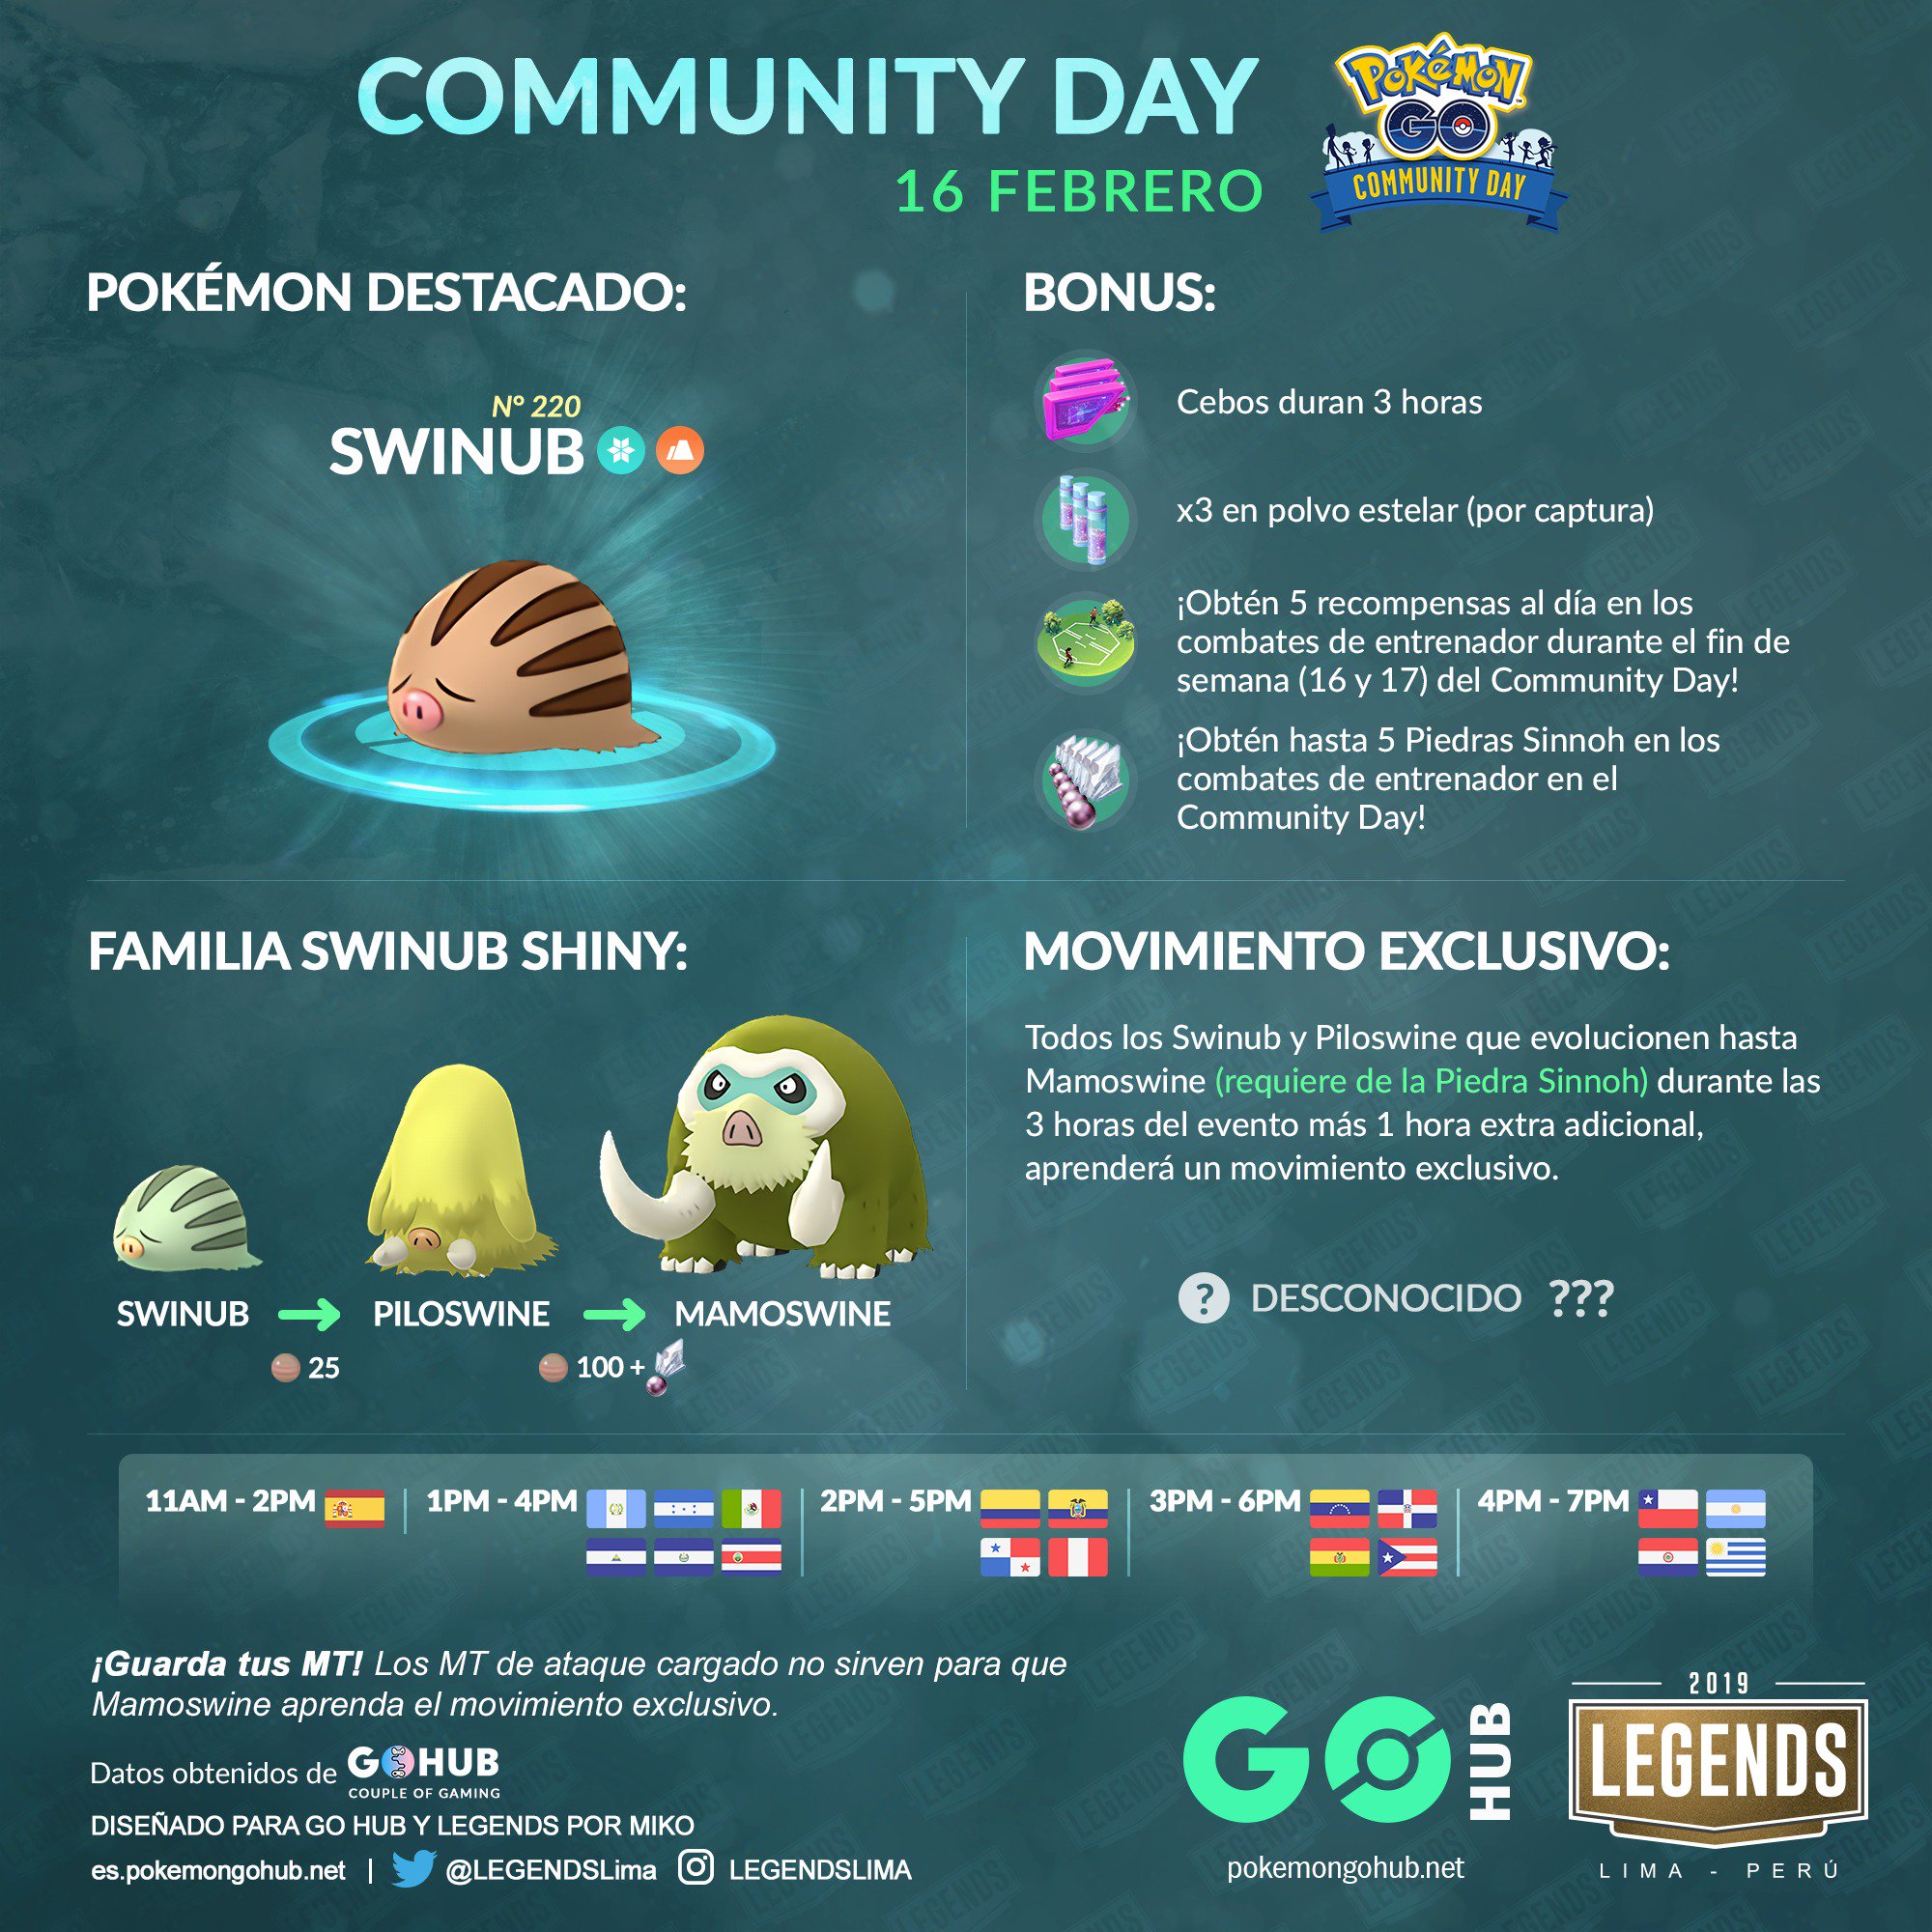 COMMUNITY DAY
16 FEBRERO
POKÉMON
GO
COMMUNITY DAY
POKÉMON DESTACADO:
N° 220
SWINUB
BONUS:
Cebos duran 3 horas
x3 en polvo estelar (por captura)
¡Obtén 5 recompensas al día en los
combates de entrenador durante el fin de
semana (16 y 17) del Community Day!
¡Obtén hasta 5 Piedras Sinnoh en los
combates de entrenador en el
Community Day!
FAMILIA SWINUB SHINY:
SWINUB
PILOSWINE
MAMOSWINE
25
100 +
MOVIMIENTO EXCLUSIVO:
Todos los Swinub y Piloswine que evolucionen hasta
Mamoswine (requiere de la Piedra Sinnoh) durante las
3 horas del evento más 1 hora extra adicional,
aprenderá un movimiento exclusivo.
? DESCONOCIDO ???
11AM - 2PM
1PM - 4PM
2PM - 5PM
3PM - 6PM
4PM - 7PM
¡Guarda tus MT! Los MT de ataque cargado no sirven para que
Mamoswine aprenda el movimiento exclusivo.
Datos obtenidos de GOHUB
COUPLE OF GAMING
DISEÑADO PARA GO HUB Y LEGENDS POR MIKO
es.pokemongohub.net | @LEGENDSLima LEGENDSLIMA
GO HUB
pokemongohub.net
2019
LEGENDS
LIMA - PERÚ